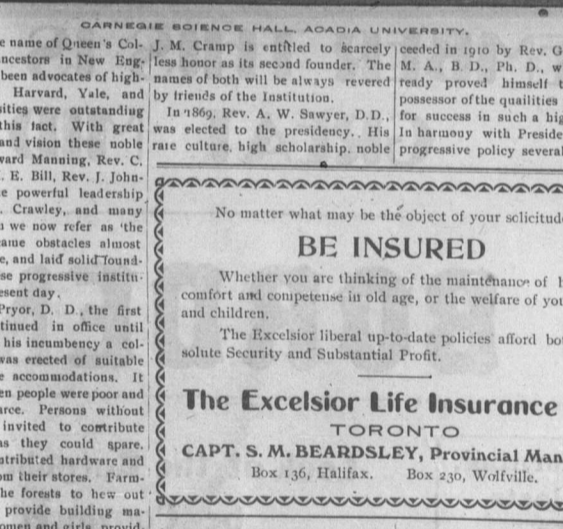 CARNEGIE SCIENCE HALL, ACADIA UNIVERSITY.
e name of Queen's Col-
ncestors in New Eng-
been advocates of high-
Harvard, Yale, and
sities were outstanding
this fact. With great
and vision these noble
ward Manning, Rev. C.
. E. Bill, Rev. J. John-
e powerful leadership
. Crawley, and many
n we now refer as 'the
came obstacles almost
e, and laid solid found-
se progressive institu-
esent day.
Pryor, D. D., the first
tinued in office until
his incumbency a col-
was erected of suitable
e accommodations. It
en people were poor and
arce. Persons without
invited to contribute
as they could spare.
ntributed hardware and
om their stores. Farm-
he forests to hew out
provide building ma-
omen and girls provid-
J. M. Cramp is entitled to scarcely
less honor as its second founder. The
names of both will be always revered
by friends of the Institution.
In 1869, Rev. A. W. Sawyer, D.D.,
was elected to the presidency. His
rare culture, high scholarship, noble
ceeded in 1910 by Rev. G
M. A., B. D., Ph. D., w
ready proved himself t
possessor of the quailities
for success in such a hig
In harmony with Preside
progressive policy several
No matter what may be the object of your solicitude
BE INSURED
Whether you are thinking of the maintenance of h
comfort and competense in old age, or the welfare of you
and children.
The Excelsior liberal up-to-date policies afford bo
solute Security and Substantial Profit.
The Excelsior Life Insurance
TORONTO
CAPT. S. M. BEARDSLEY, Provincial Man
Box 136, Halifax. Box 230, Wolfville.